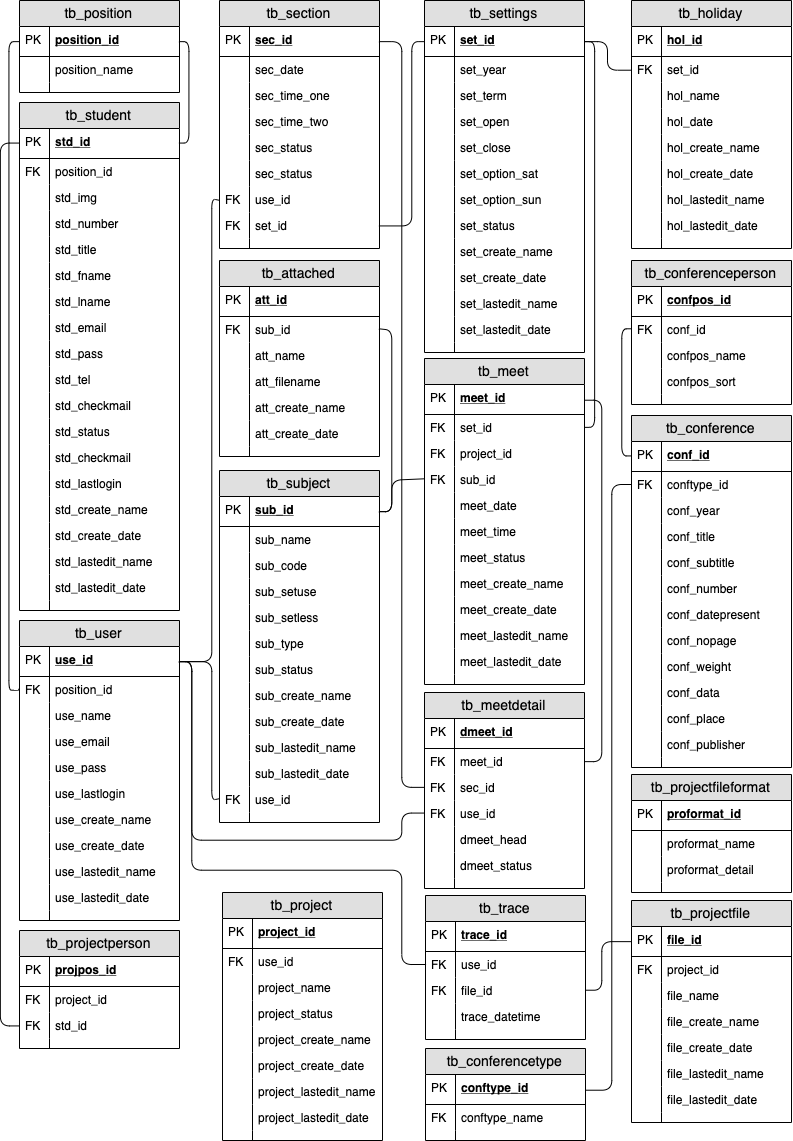 tb_position
PK position_id
position_name
tb_student
PK std_id
FK position_id
std_img
std_number
std_title
std_fname
std_lname
std_email
std_pass
std_tel
std_checkmail
std_status
std_checkmail
std_lastlogin
std_create_name
std_create_date
std_lastedit_name
std_lastedit_date
tb_user
PK use_id
FK position_id
use_name
use_email
use_pass
use_lastlogin
use_create_name
use_create_date
use_lastedit_name
use_lastedit_date
tb_projectperson
PK projpos_id
FK project_id
FK std_id
tb_section
PK sec_id
sec_date
sec_time_one
sec_time_two
sec_status
sec_status
FK use_id
FK set_id
tb_attached
PK att_id
FK sub_id
att_name
att_filename
att_create_name
att_create_date
tb_subject
PK sub_id
sub_name
sub_code
sub_setuse
sub_setless
sub_type
sub_status
sub_create_name
sub_create_date
sub_lastedit_name
sub_lastedit_date
FK use_id
tb_project
PK project_id
FK use_id
project_name
project_status
project_create_name
project_create_date
project_lastedit_name
project_lastedit_date
tb_settings
PK set_id
set_year
set_term
set_open
set_close
set_option_sat
set_option_sun
set_status
set_create_name
set_create_date
set_lastedit_name
set_lastedit_date
tb_meet
PK meet_id
FK set_id
FK project_id
FK sub_id
meet_date
meet_time
meet_status
meet_create_name
meet_create_date
meet_lastedit_name
meet_lastedit_date
tb_meetdetail
PK dmeet_id
FK meet_id
FK sec_id
FK use_id
dmeet_head
dmeet_status
tb_trace
PK trace_id
FK use_id
FK file_id
trace_datetime
tb_conferencetype
PK conftype_id
FK conftype_name
tb_holiday
PK hol_id
FK set_id
hol_name
hol_date
hol_create_name
hol_create_date
hol_lastedit_name
hol_lastedit_date
tb_conferenceperson
PK confpos_id
FK conf_id
confpos_name
confpos_sort
tb_conference
PK conf_id
FK conftype_id
conf_year
conf_title
conf_subtitle
conf_number
conf_datepresent
conf_nopage
conf_weight
conf_data
conf_place
conf_publisher
tb_projectfileformat
PK proformat_id
proformat_name
proformat_detail
tb_projectfile
PK file_id
FK project_id
file_name
file_create_name
file_create_date
file_lastedit_name
file_lastedit_date